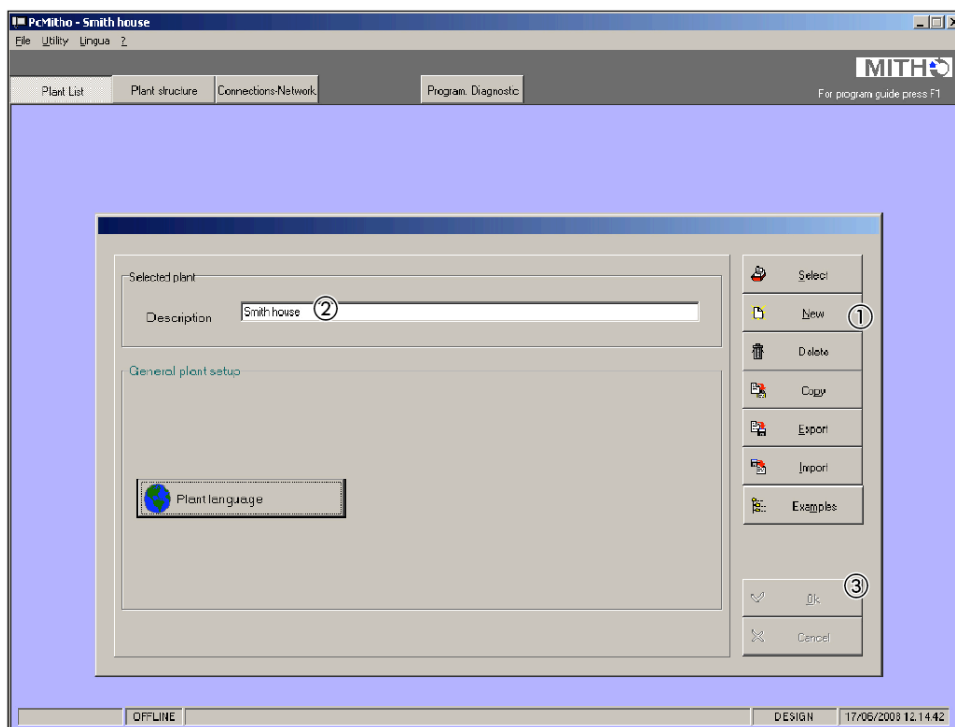 PcMitho - Smith house
File Utility Lingua ?
MITHO
Plant List Plant structure Connections-Network Program. Diagnostic
For program guide press F1
Selected plant
Description Smith house ②
General plant setup
Plant language
Select
New ①
Delete
Copy
Export
Import
Examples
Ok ③
Cancel
OFFLINE DESIGN 17/06/2008 12.14.42